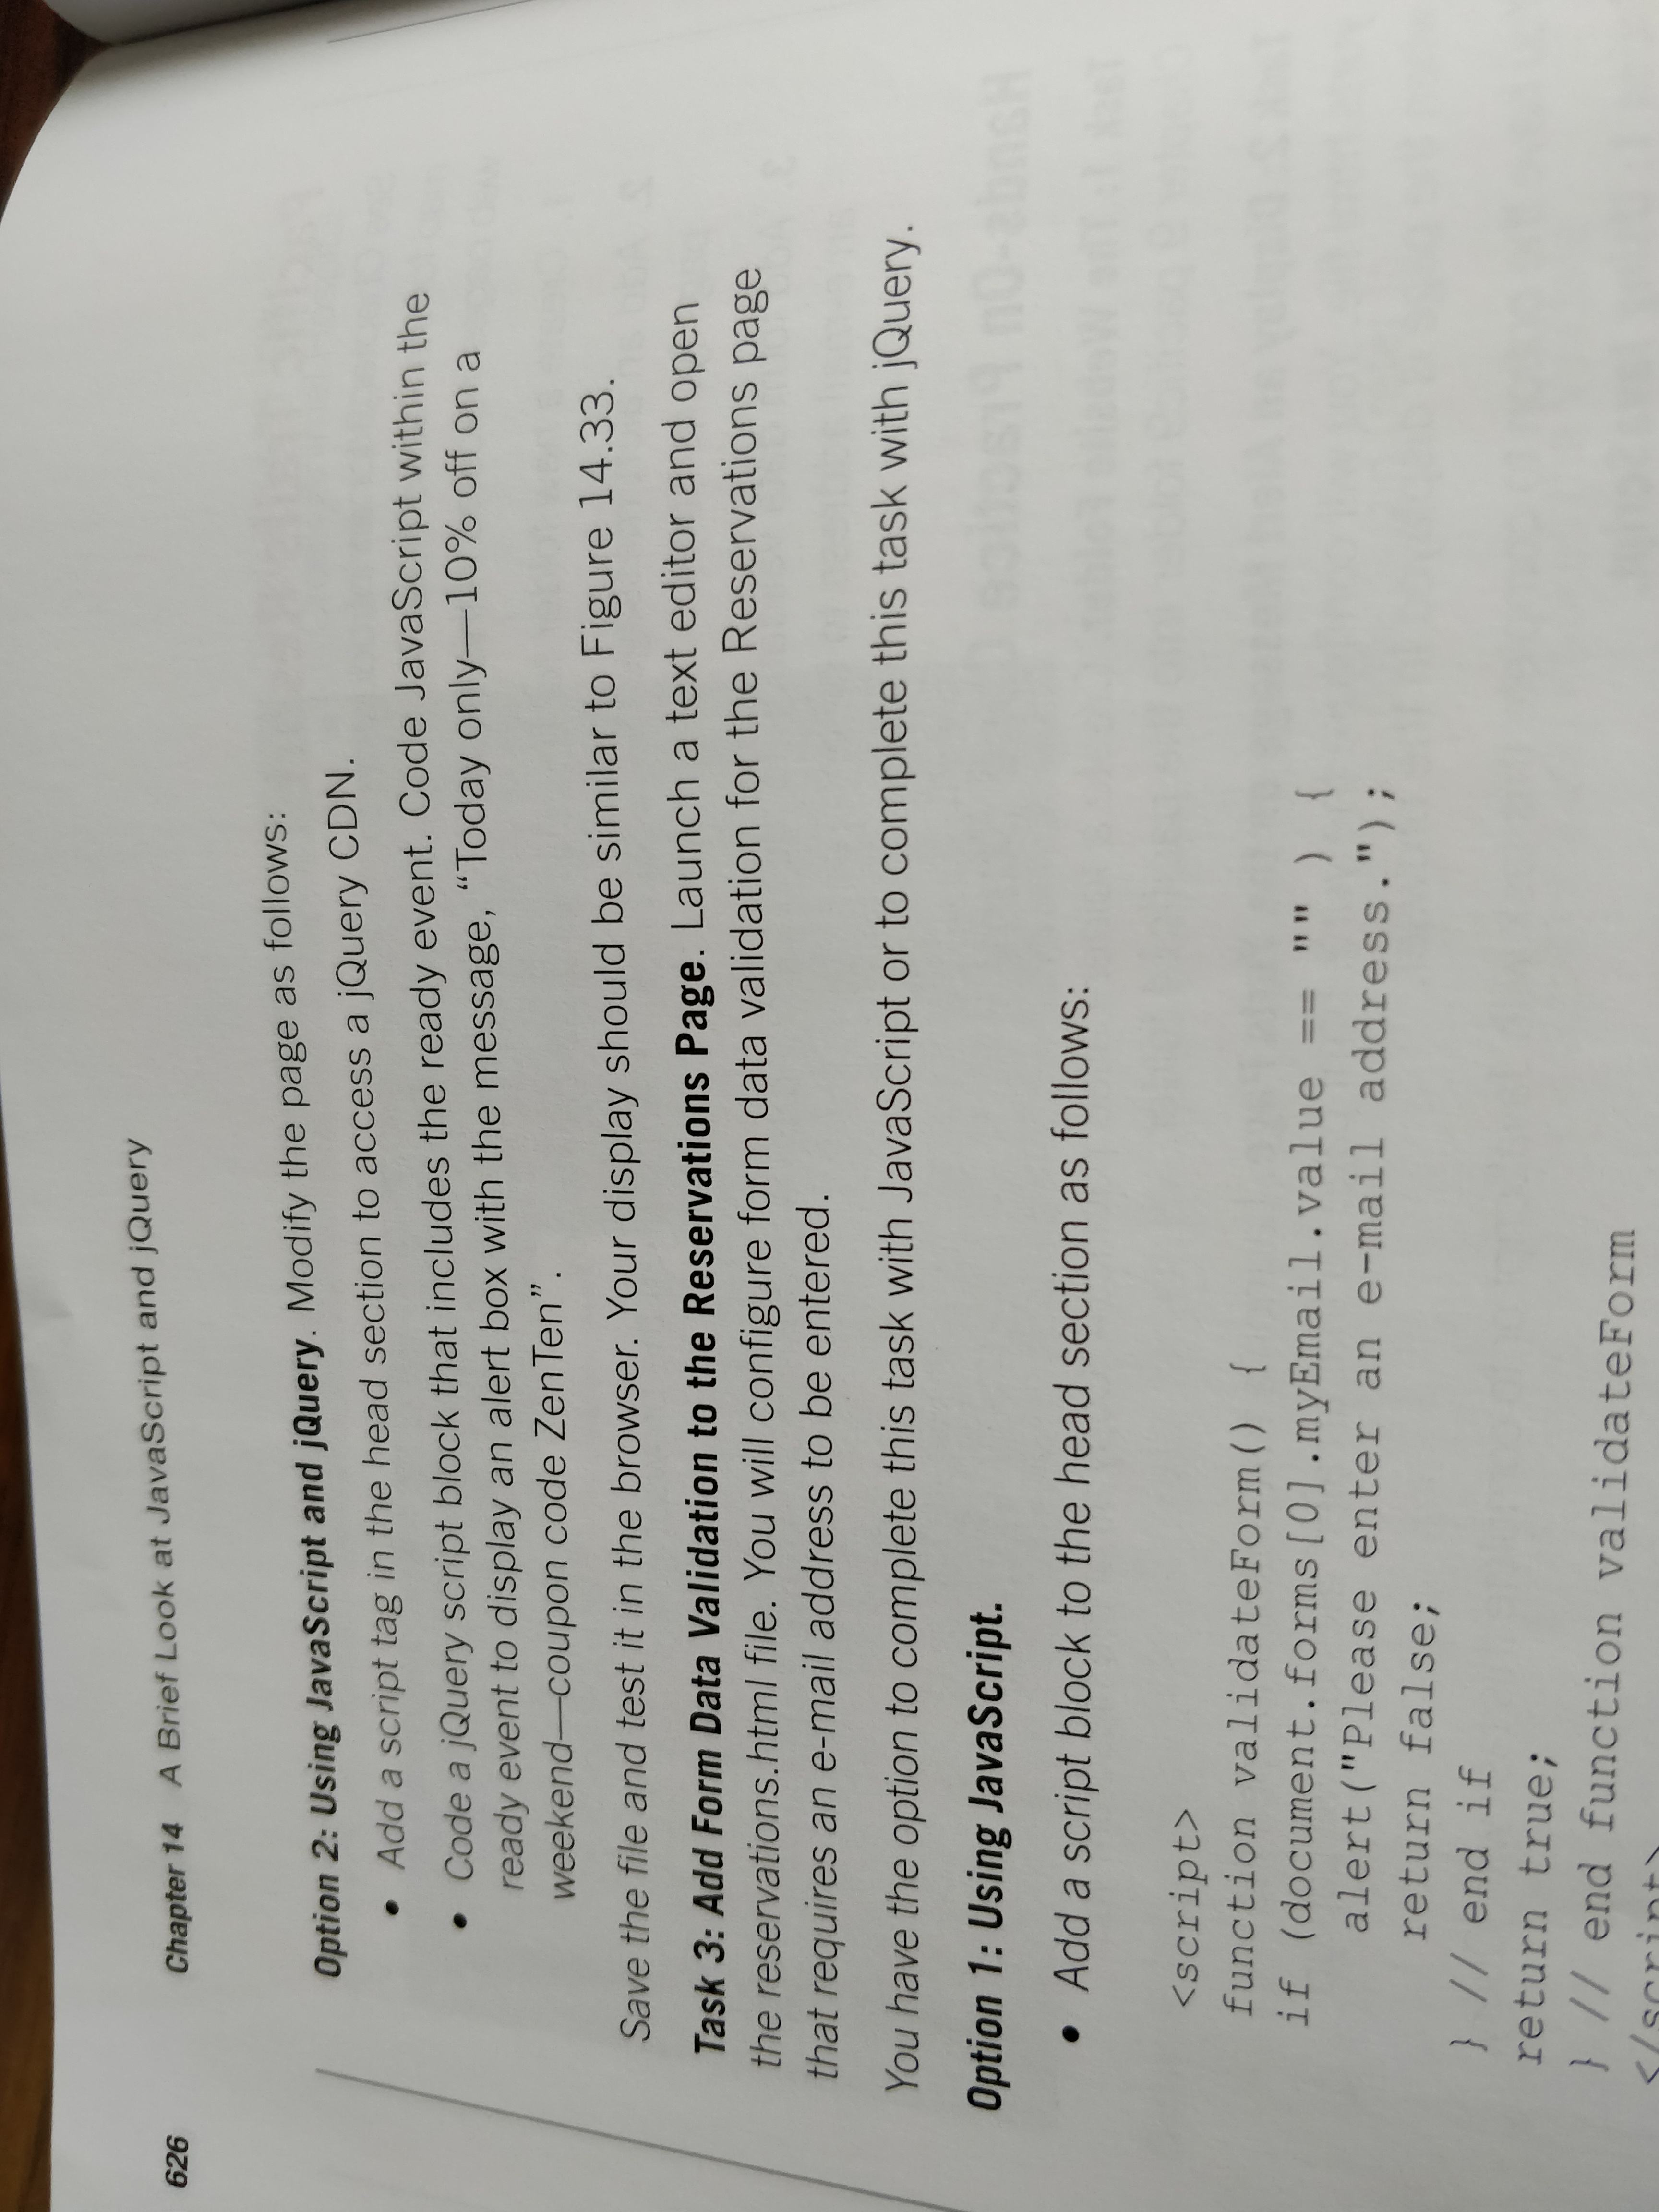 626 Chapter 14 A Brief Look at JavaScript and jQuery
Option 2: Using JavaScript and jQuery. Modify the page as follows:
• Add a script tag in the head section to access a jQuery CDN.
• Code a jQuery script block that includes the ready event. Code JavaScript within the
ready event to display an alert box with the message, “Today only—10% off on a
weekend—coupon code ZenTen”.
Save the file and test it in the browser. Your display should be similar to Figure 14.33.
Task 3: Add Form Data Validation to the Reservations Page. Launch a text editor and open
the reservations.html file. You will configure form data validation for the Reservations page
that requires an e-mail address to be entered.
You have the option to complete this task with JavaScript or to complete this task with jQuery.
Option 1: Using JavaScript.
• Add a script block to the head section as follows:
<script>
function validateForm() {
if (document.forms[0].myEmail.value == "" ) {
alert("Please enter an e-mail address.");
return false;
} // end if
return true;
} // end function validateForm
</script>